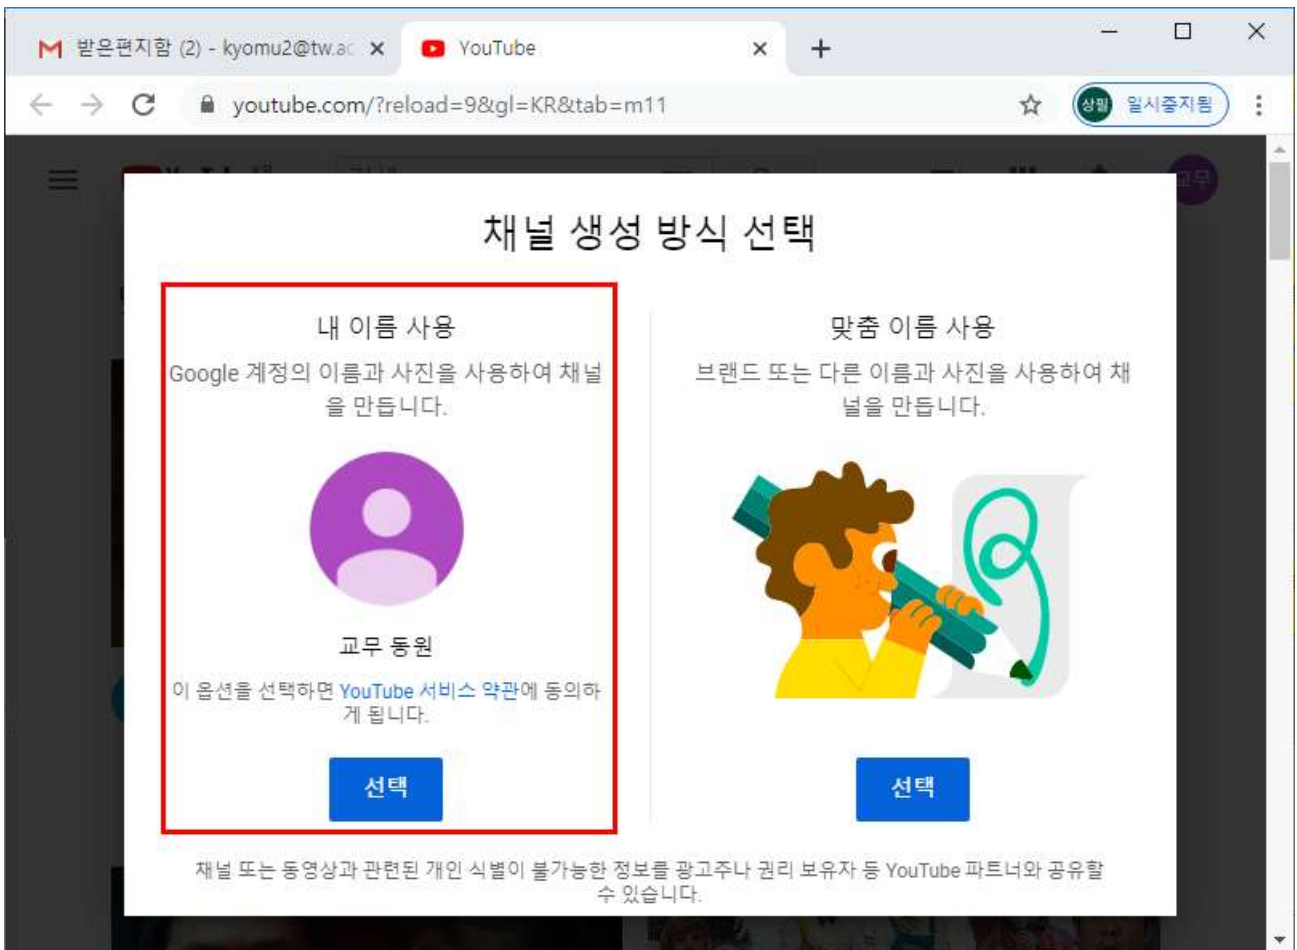 받은편지함 (2) - kyomu2@tw.ac
YouTube
youtube.com/?reload=9&gl=KR&tab=m11
상필 일시중지됨
교무
채널 생성 방식 선택
내 이름 사용
Google 계정의 이름과 사진을 사용하여 채널
을 만듭니다.
교무 동원
이 옵션을 선택하면 YouTube 서비스 약관에 동의하
게 됩니다.
선택
맞춤 이름 사용
브랜드 또는 다른 이름과 사진을 사용하여 채
널을 만듭니다.
선택
채널 또는 동영상과 관련된 개인 식별이 불가능한 정보를 광고주나 권리 보유자 등 YouTube 파트너와 공유할
수 있습니다.